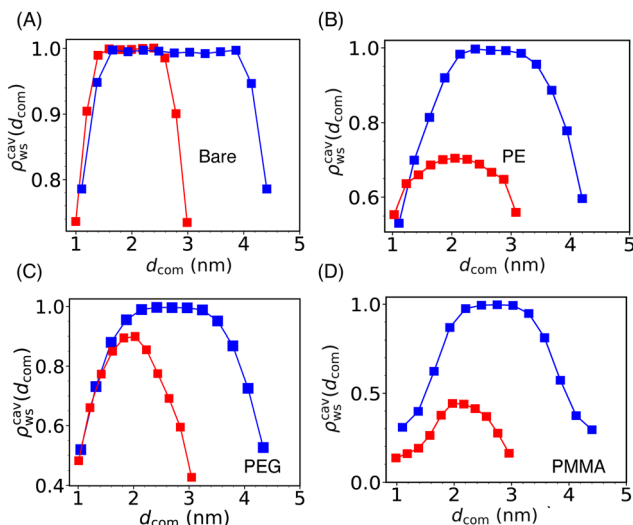 (A)
1.0
0.9
0.8
ρ_ws^cav(d_com)
Bare
1 2 3 4 5
d_com (nm)
(B)
1.0
0.8
0.6
ρ_ws^cav(d_com)
PE
1 2 3 4 5
d_com (nm)
(C)
1.0
0.8
0.6
0.4
ρ_ws^cav(d_com)
PEG
0 1 2 3 4 5
d_com (nm)
(D)
1.0
0.5
0.0
ρ_ws^cav(d_com)
PMMA
1 2 3 4 5
d_com (nm)